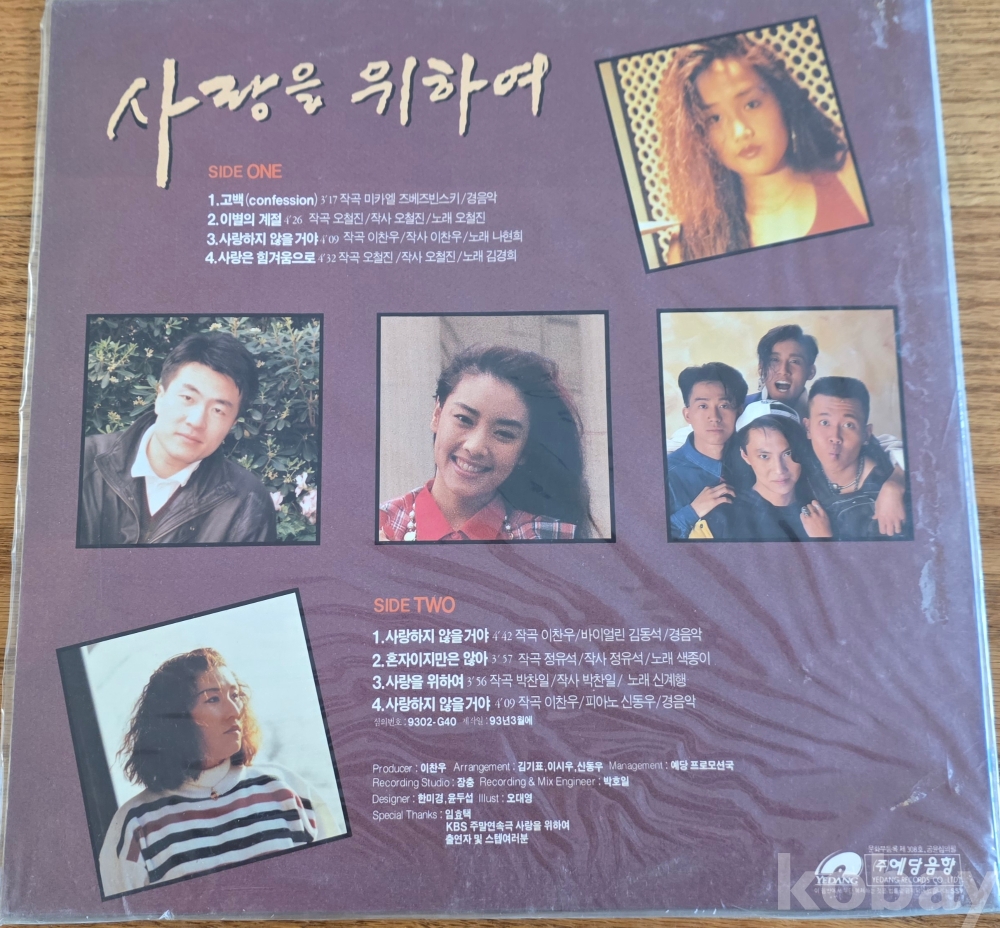 사랑을 위하여
SIDE ONE
1.고백(confession) 3'17 작곡 미카엘 즈베즈빈스키/경음악
2.이별의 계절 4'26 작곡 오철진/작사 오철진/노래 오철진
3.사랑하지 않을거야 4'09 작곡 이찬우/작사 이찬우/노래 나현희
4.사랑은 힘겨움으로 4'32 작곡 오철진/작사 오철진/노래 김경희
SIDE TWO
1.사랑하지 않을거야 4'42 작곡 이찬우/바이얼린 김동석/경음악
2.혼자이지만은 않아 3'57 작곡 정유석/작사 정유석/노래 색종이
3.사랑을 위하여 3'56 작곡 박찬일/작사 박찬일/ 노래 신계행
4.사랑하지 않을거야 4'09 작곡 이찬우/피아노 신동우/경음악
심의번호:9302-G40 제작일:93년3월에
Producer : 이찬우 Arrangement : 김기표,이시우,신동우 Management : 예당 프로모션국
Recording Studio : 장충 Recording & Mix Engineer : 박호일
Designer : 한미경,윤두섭 Illust : 오대영
Special Thanks : 임효택
KBS 주말연속극 사랑을 위하여
출연자 및 스텝여러분
YEDANG
(주)예당음향
YEDANG RECORDS CO., LTD.
kobay